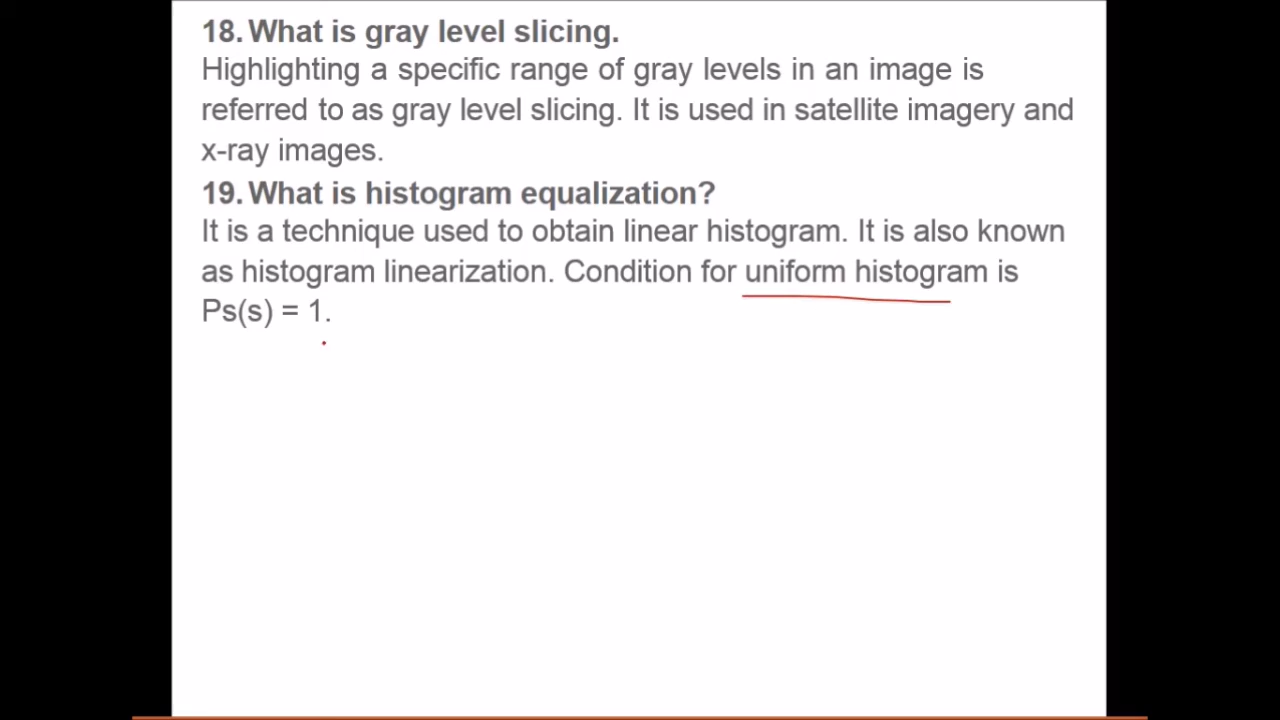 18. What is gray level slicing.
Highlighting a specific range of gray levels in an image is
referred to as gray level slicing. It is used in satellite imagery and
x-ray images.
19. What is histogram equalization?
It is a technique used to obtain linear histogram. It is also known
as histogram linearization. Condition for uniform histogram is
Ps(s) = 1.